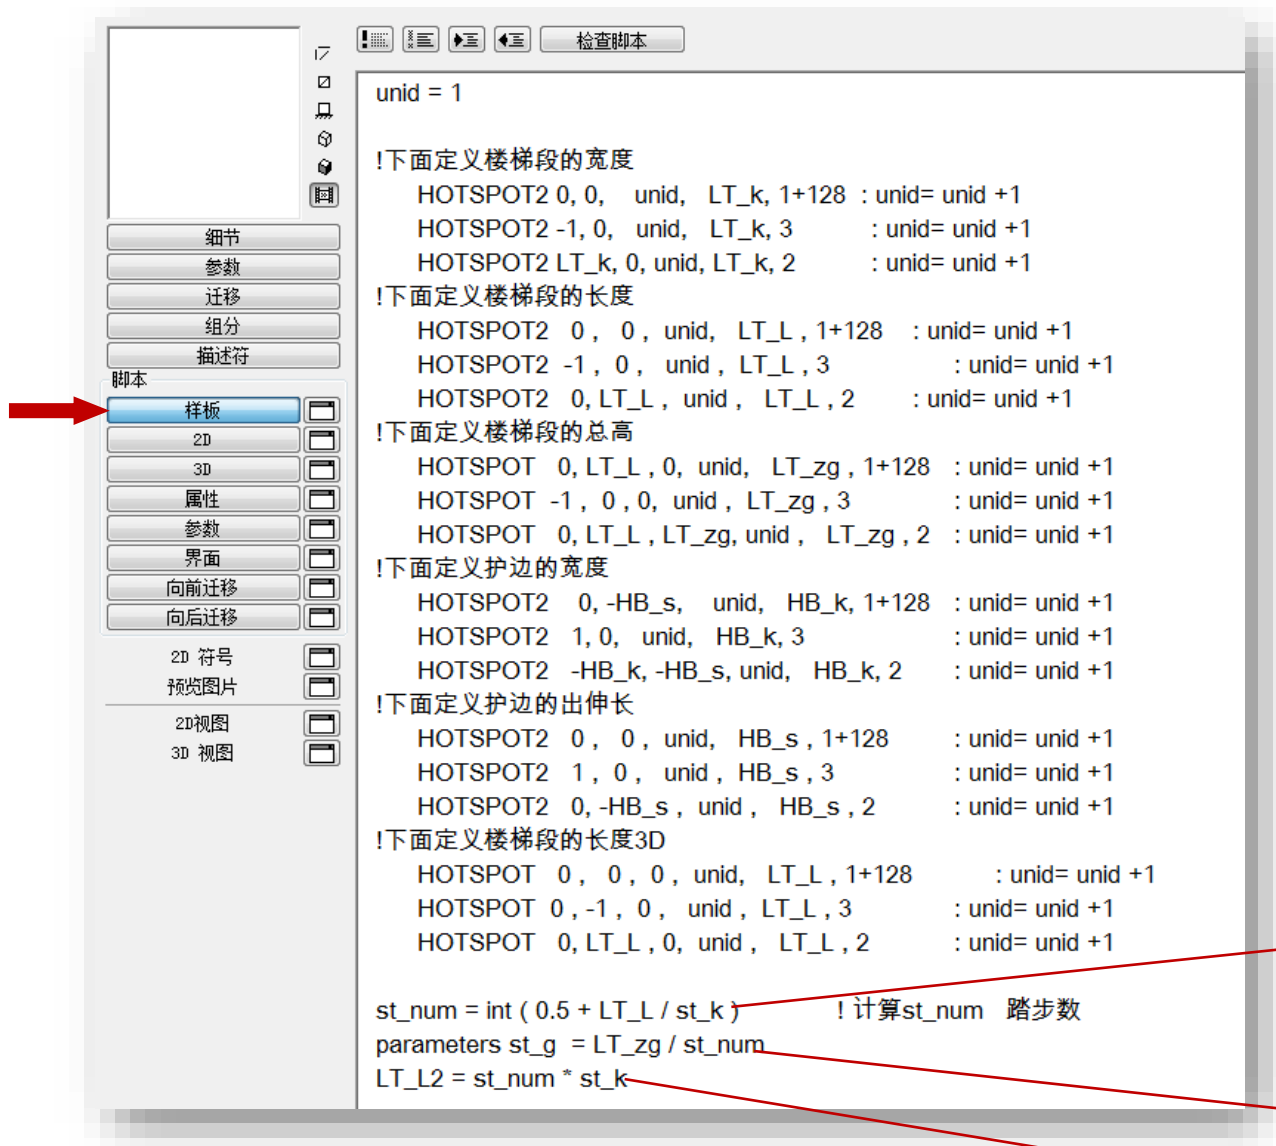 检查脚本
细节
参数
迁移
组分
描述符
脚本
样板
2D
3D
属性
参数
界面
向前迁移
向后迁移
2D 符号
预览图片
2D视图
3D 视图
unid = 1
!下面定义楼梯段的宽度
HOTSPOT2 0, 0, unid, LT_k, 1+128 : unid= unid +1
HOTSPOT2 -1, 0, unid, LT_k, 3 : unid= unid +1
HOTSPOT2 LT_k, 0, unid, LT_k, 2 : unid= unid +1
!下面定义楼梯段的长度
HOTSPOT2 0 , 0 , unid, LT_L , 1+128 : unid= unid +1
HOTSPOT2 -1 , 0 , unid , LT_L , 3 : unid= unid +1
HOTSPOT2 0, LT_L , unid , LT_L , 2 : unid= unid +1
!下面定义楼梯段的总高
HOTSPOT 0, LT_L , 0, unid, LT_zg , 1+128 : unid= unid +1
HOTSPOT -1 , 0 , 0, unid , LT_zg , 3 : unid= unid +1
HOTSPOT 0, LT_L , LT_zg, unid , LT_zg , 2 : unid= unid +1
!下面定义护边的宽度
HOTSPOT2 0, -HB_s, unid, HB_k, 1+128 : unid= unid +1
HOTSPOT2 1, 0, unid, HB_k, 3 : unid= unid +1
HOTSPOT2 -HB_k, -HB_s, unid, HB_k, 2 : unid= unid +1
!下面定义护边的出伸长
HOTSPOT2 0 , 0 , unid, HB_s , 1+128 : unid= unid +1
HOTSPOT2 1 , 0 , unid , HB_s , 3 : unid= unid +1
HOTSPOT2 0, -HB_s , unid , HB_s , 2 : unid= unid +1
!下面定义楼梯段的长度3D
HOTSPOT 0 , 0 , 0 , unid, LT_L , 1+128 : unid= unid +1
HOTSPOT 0 , -1 , 0 , unid , LT_L , 3 : unid= unid +1
HOTSPOT 0, LT_L , 0, unid , LT_L , 2 : unid= unid +1
st_num = int ( 0.5 + LT_L / st_k ) ! 计算st_num 踏步数
parameters st_g = LT_zg / st_num
LT_L2 = st_num * st_k